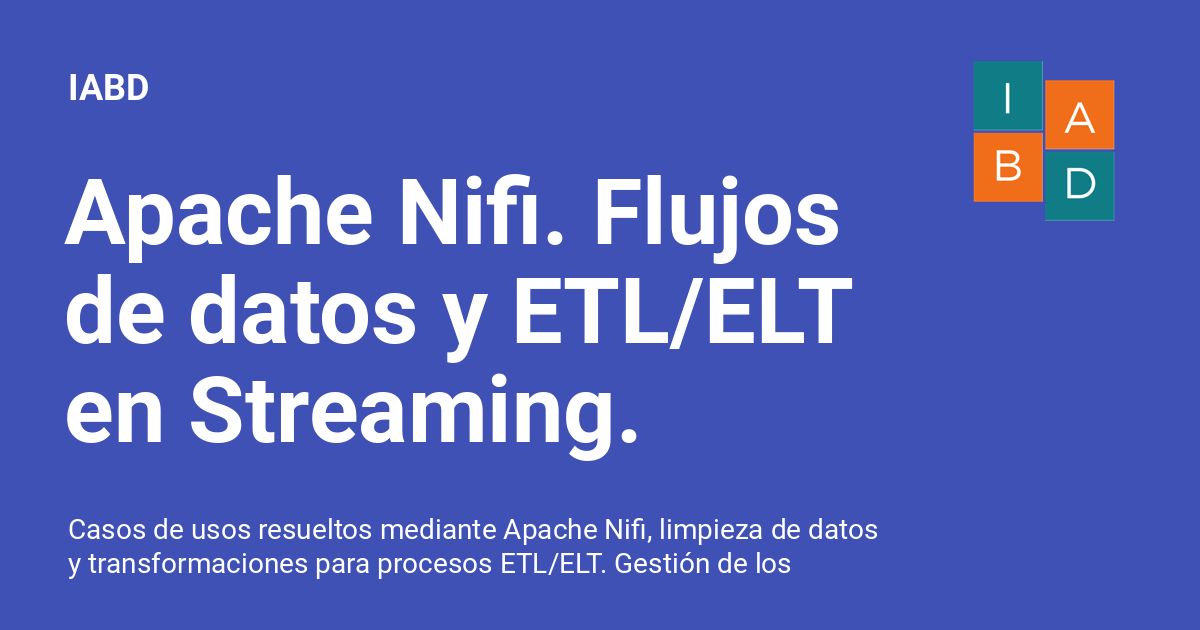 IABD
I
A
B
D
Apache Nifi. Flujos
de datos y ETL/ELT
en Streaming.
Casos de usos resueltos mediante Apache Nifi, limpieza de datos
y transformaciones para procesos ETL/ELT. Gestión de los